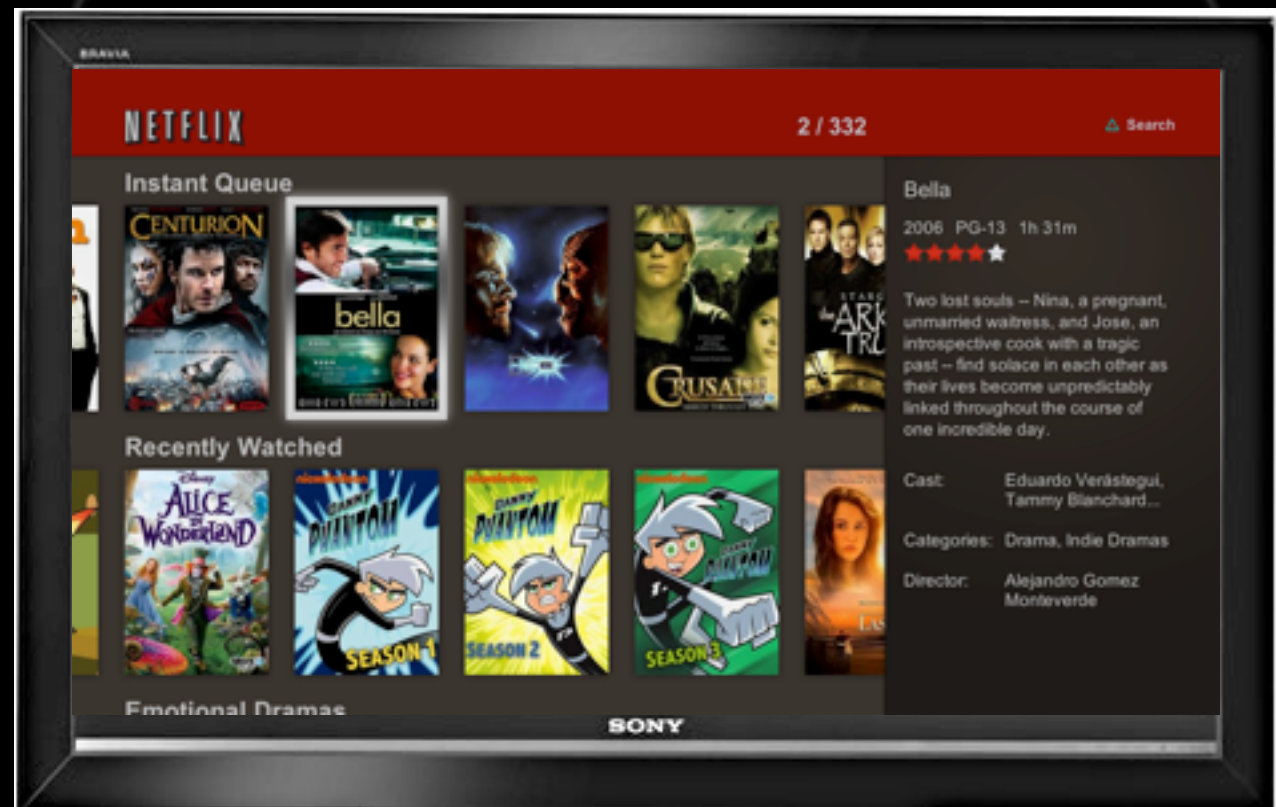 BRAVIA
NETFLIX
2 / 332
Search
Instant Queue
CENTURION
bella
CRUSADE
the ARK
Bella
2006 PG-13 1h 31m
Two lost souls -- Nina, a pregnant,
unmarried waitress, and Jose, an
introspective cook with a tragic
past -- find solace in each other as
their lives become unpredictably
linked throughout the course of
one incredible day.
Cast: Eduardo Verástegui,
Tammy Blanchard...
Categories: Drama, Indie Dramas
Director: Alejandro Gomez
Monteverde
Recently Watched
Disney
ALICE
IN
WONDERLAND
nickelodeon
DANNY
PHANTOM
SEASON 1
nickelodeon
DANNY
PHANTOM
SEASON 2
nickelodeon
DANNY
PHANTOM
SEASON 3
Emotional Dramas
SONY